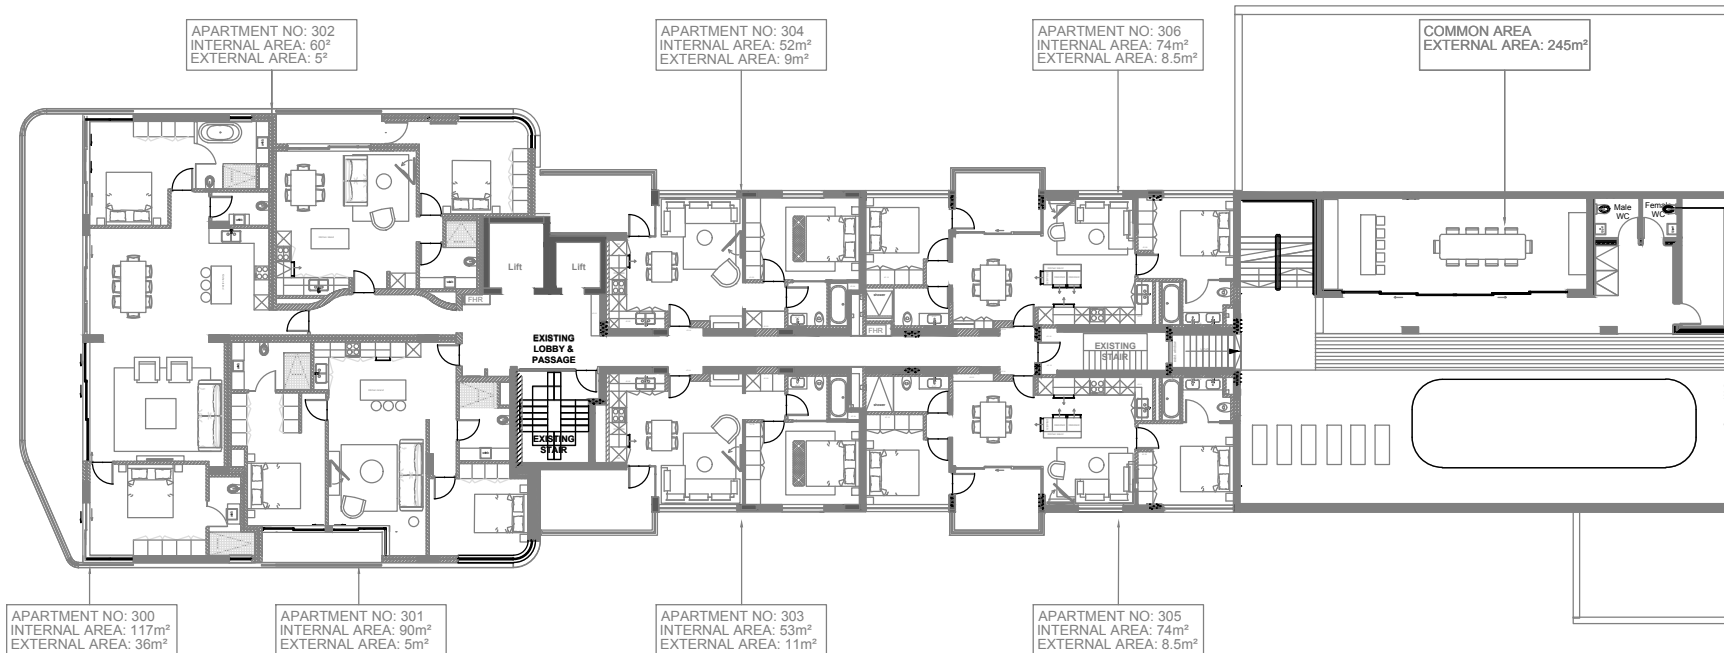 APARTMENT NO: 302
INTERNAL AREA: 60²
EXTERNAL AREA: 5²
APARTMENT NO: 304
INTERNAL AREA: 52m²
EXTERNAL AREA: 9m²
APARTMENT NO: 306
INTERNAL AREA: 74m²
EXTERNAL AREA: 8.5m²
COMMON AREA
EXTERNAL AREA: 245m²
Male
WC
Female
WC
Lift
Lift
FHR
FHR
EXISTING
LOBBY &
PASSAGE
EXISTING
STAIR
EXISTING
STAIR
APARTMENT NO: 300
INTERNAL AREA: 117m²
EXTERNAL AREA: 36m²
APARTMENT NO: 301
INTERNAL AREA: 90m²
EXTERNAL AREA: 5m²
APARTMENT NO: 303
INTERNAL AREA: 53m²
EXTERNAL AREA: 11m²
APARTMENT NO: 305
INTERNAL AREA: 74m²
EXTERNAL AREA: 8.5m²